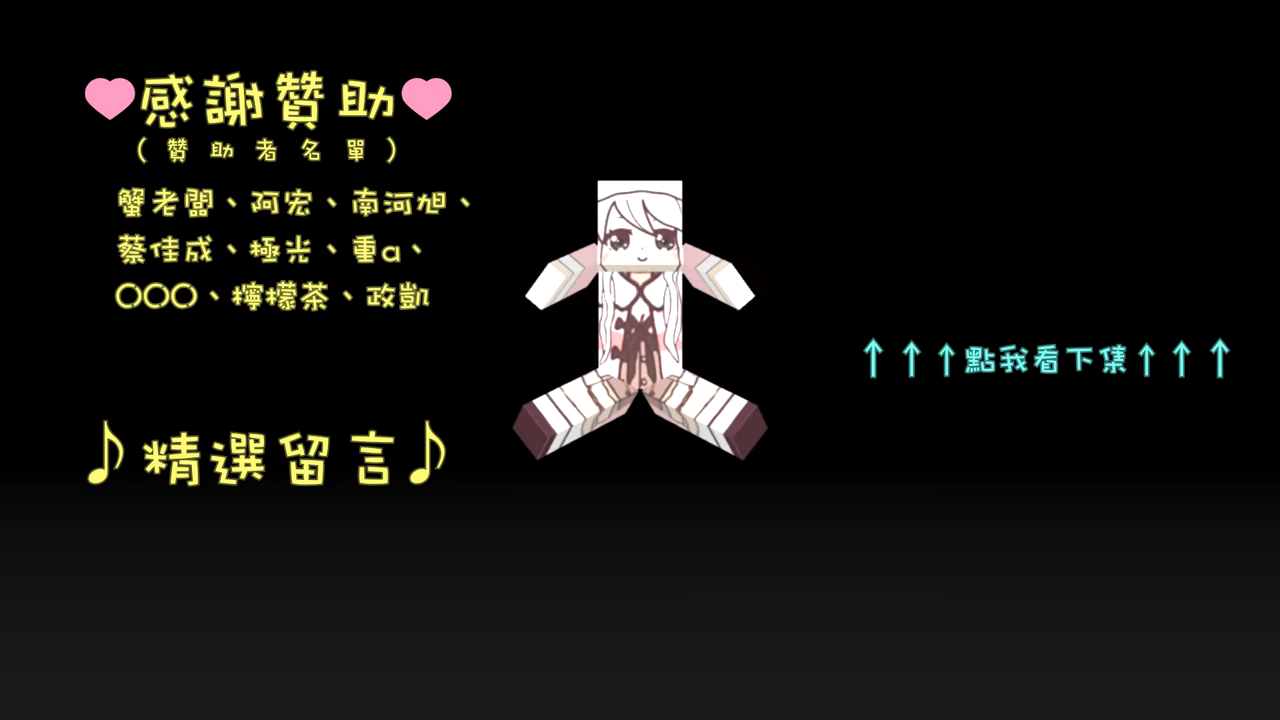 感謝贊助
(贊助者名單)
蟹老闆、阿宏、南河旭、
蔡佳成、極光、重a、
○○○、檸檬茶、政凱
↑↑↑點我看下集↑↑↑
♪精選留言♪